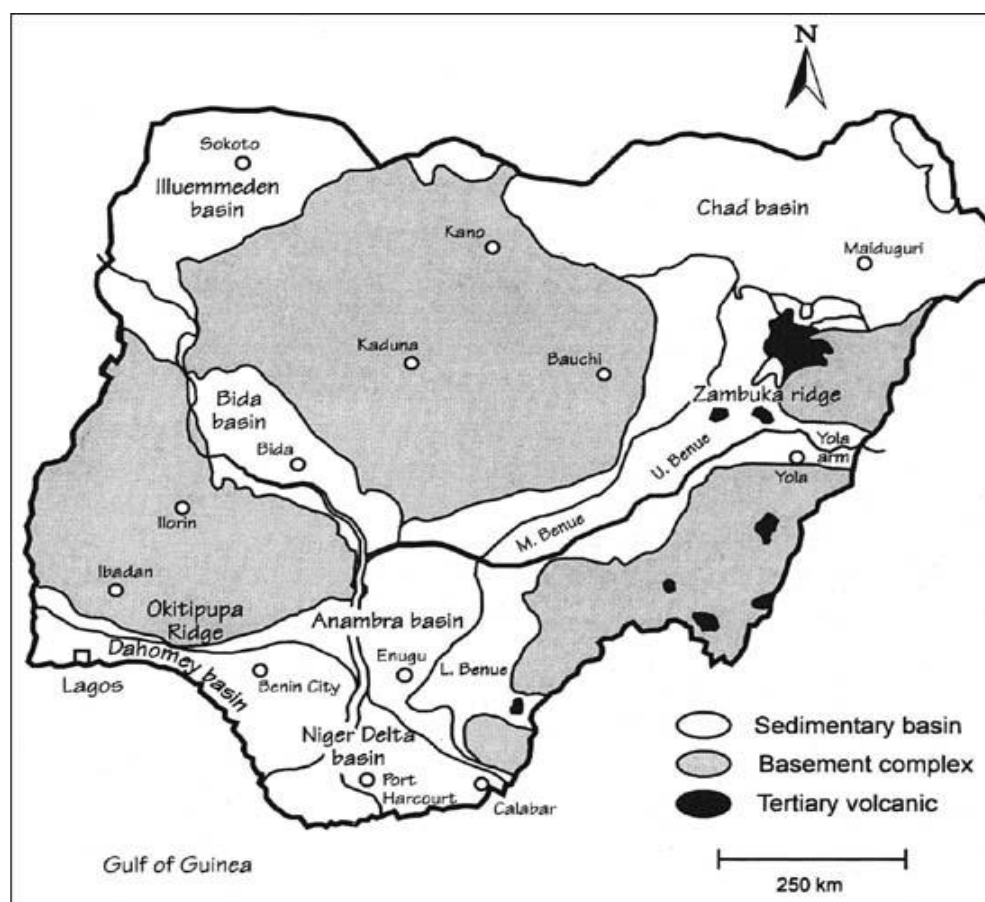 N
Sokoto
Illuemmeden
basin
Chad basin
Kano
Maiduguri
Kaduna
Bauchi
Zambuka ridge
Bida
basin
Bida
U. Benue
Yola
arm
Yola
Ilorin
M. Benue
Ibadan
Okitipupa
Ridge
Anambra basin
Dahomey basin
Enugu
L. Benue
Lagos
Benin City
Niger Delta
basin
Port
Harcourt
Calabar
Sedimentary basin
Basement complex
Tertiary volcanic
Gulf of Guinea
250 km